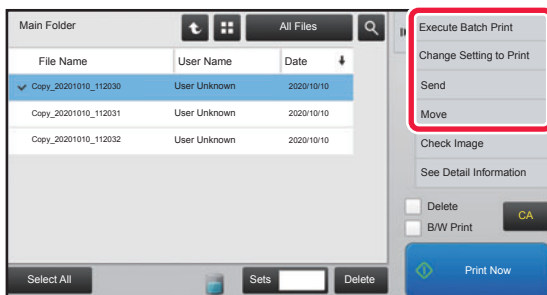 Main Folder
All Files
File Name User Name Date
Copy_20201010_112030 User Unknown 2020/10/10
Copy_20201010_112031 User Unknown 2020/10/10
Copy_20201010_112032 User Unknown 2020/10/10
Select All
Sets
Delete
Execute Batch Print
Change Setting to Print
Send
Move
Check Image
See Detail Information
Delete
B/W Print
CA
Print Now